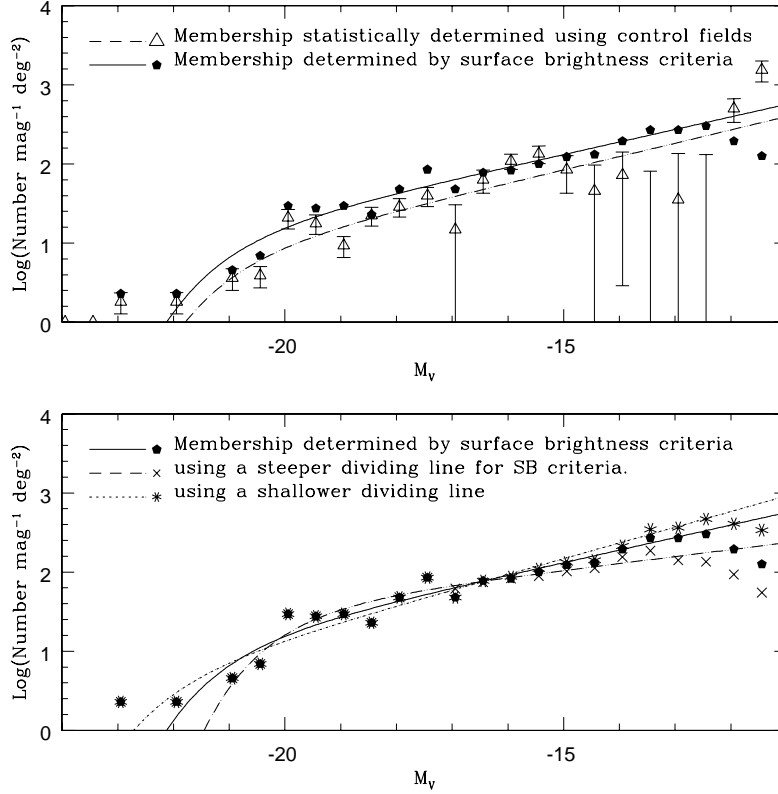 4
Membership statistically determined using control fields
Membership determined by surface brightness criteria
3
2
1
0
Log(Number mag⁻¹ deg⁻²)
-20
-15
M_V
4
Membership determined by surface brightness criteria
using a steeper dividing line for SB criteria.
using a shallower dividing line
3
2
1
0
Log(Number mag⁻¹ deg⁻²)
-20
-15
M_V